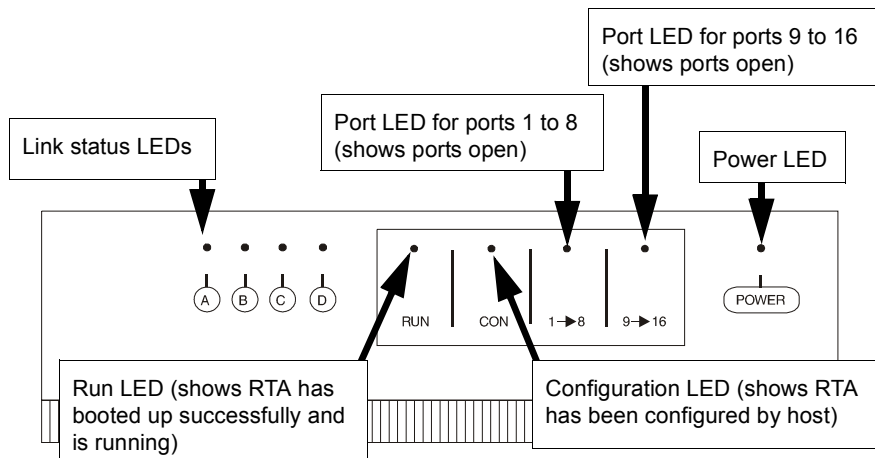 Port LED for ports 9 to 16
(shows ports open)
Port LED for ports 1 to 8
(shows ports open)
Link status LEDs
Power LED
A B C D
RUN CON 1→8 9→16
POWER
Run LED (shows RTA has
booted up successfully and
is running)
Configuration LED (shows RTA
has been configured by host)